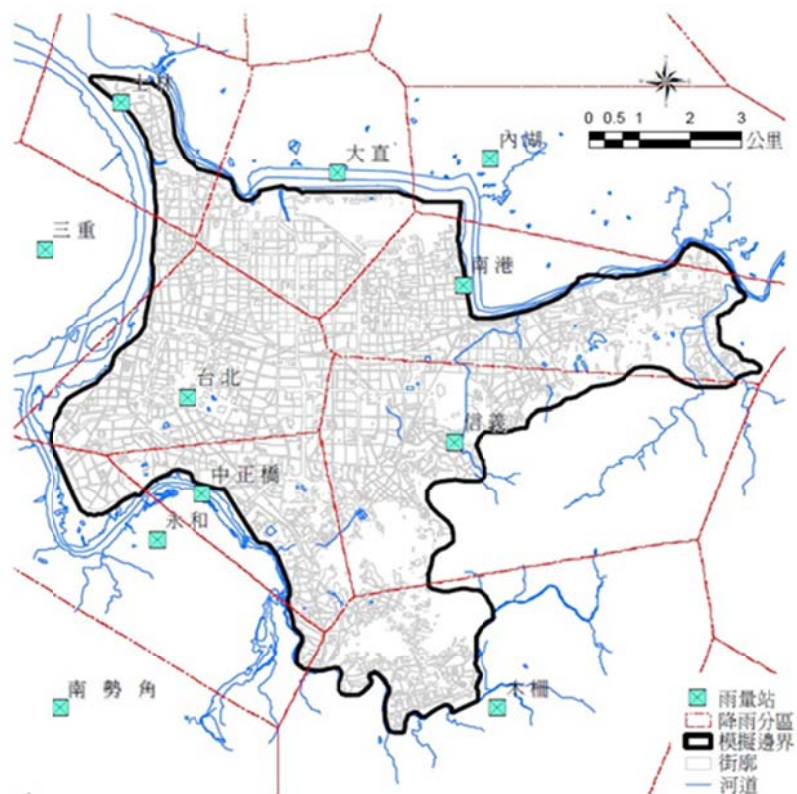 士林
0 0.5 1 2 3
公里
大直
內湖
三重
南港
台北
信義
中正橋
永和
南勢角
木柵
雨量站
降雨分區
模擬邊界
街廓
河道